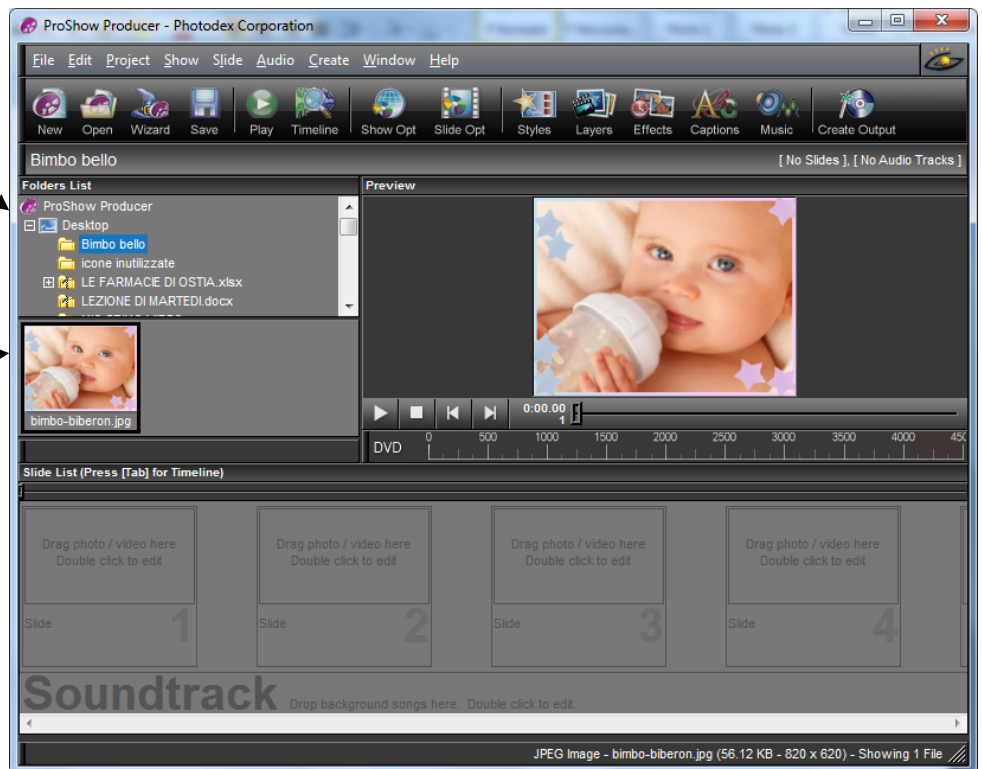 ProShow Producer - Photodex Corporation
File Edit Project Show Slide Audio Create Window Help
New Open Wizard Save Play Timeline Show Opt Slide Opt Styles Layers Effects Captions Music Create Output
Bimbo bello [ No Slides ], [ No Audio Tracks ]
Folders List
ProShow Producer
Desktop
Bimbo bello
icone inutilizzate
LE FARMACIE DI OSTIA.xlsx
LEZIONE DI MARTEDI.docx
bimbo-biberon.jpg
Preview
0:00.00
1
DVD 0 500 1000 1500 2000 2500 3000 3500 4000 450
Slide List (Press [Tab] for Timeline)
Drag photo / video here
Double click to edit
Slide 1
Drag photo / video here
Double click to edit
Slide 2
Drag photo / video here
Double click to edit
Slide 3
Drag photo / video here
Double click to edit
Slide 4
Soundtrack Drop background songs here. Double click to edit.
JPEG Image - bimbo-biberon.jpg (56.12 KB - 820 x 620) - Showing 1 File